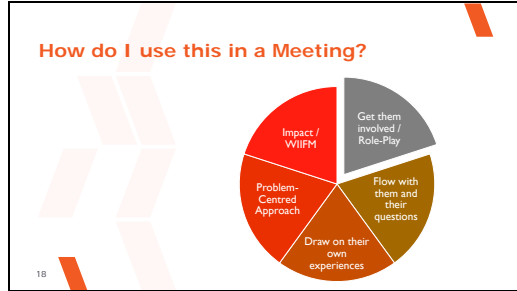 How do I use this in a Meeting?
Impact /
WIIFM
Get them
involved /
Role-Play
Problem-
Centred
Approach
Flow with
them and
their
questions
Draw on their
own
experiences
18